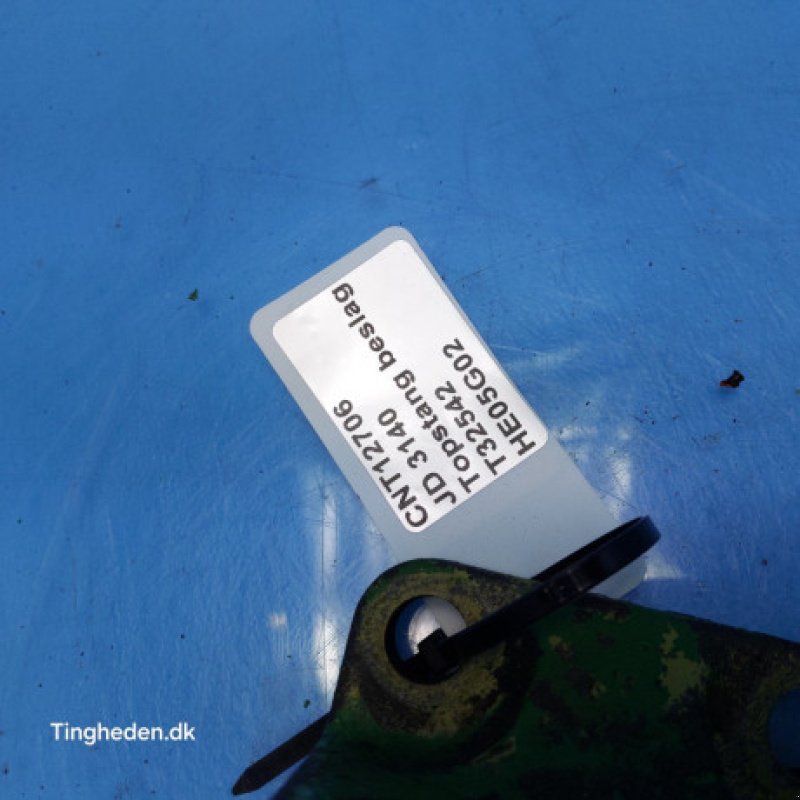 CNT12706
JD 3140
Topstang beslag
T32542
HE05G02
Tingheden.dk